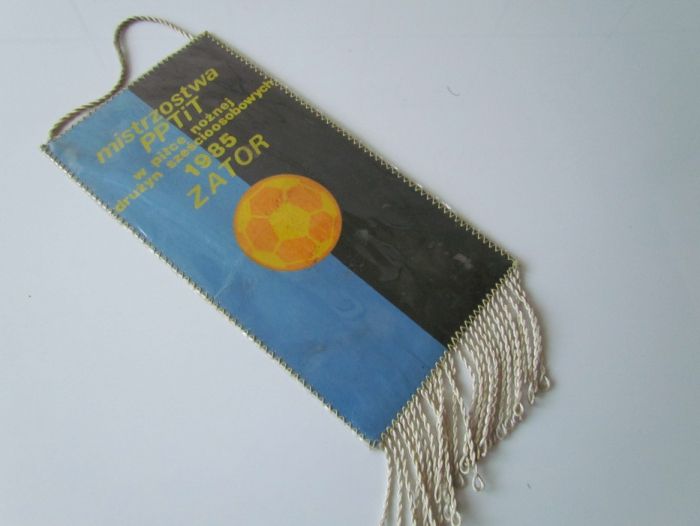 mistrzostwa
PPTiT
w piłce nożnej
drużyn sześcioosobowych
1985
ZATOR